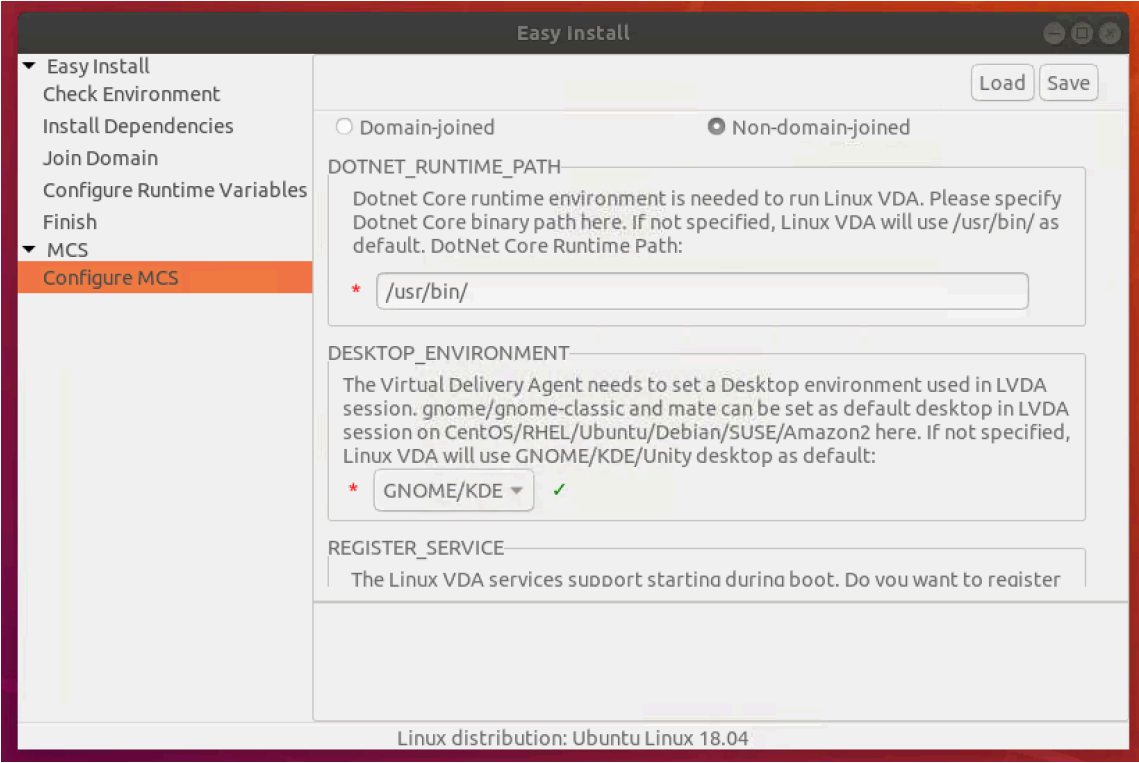 Easy Install
Easy Install
Check Environment
Install Dependencies
Join Domain
Configure Runtime Variables
Finish
MCS
Configure MCS
Load Save
Domain-joined Non-domain-joined
DOTNET_RUNTIME_PATH
Dotnet Core runtime environment is needed to run Linux VDA. Please specify
Dotnet Core binary path here. If not specified, Linux VDA will use /usr/bin/ as
default. DotNet Core Runtime Path:
* /usr/bin/
DESKTOP_ENVIRONMENT
The Virtual Delivery Agent needs to set a Desktop environment used in LVDA
session. gnome/gnome-classic and mate can be set as default desktop in LVDA
session on CentOS/RHEL/Ubuntu/Debian/SUSE/Amazon2 here. If not specified,
Linux VDA will use GNOME/KDE/Unity desktop as default:
* GNOME/KDE ✓
REGISTER_SERVICE
The Linux VDA services support starting during boot. Do you want to register
Linux distribution: Ubuntu Linux 18.04